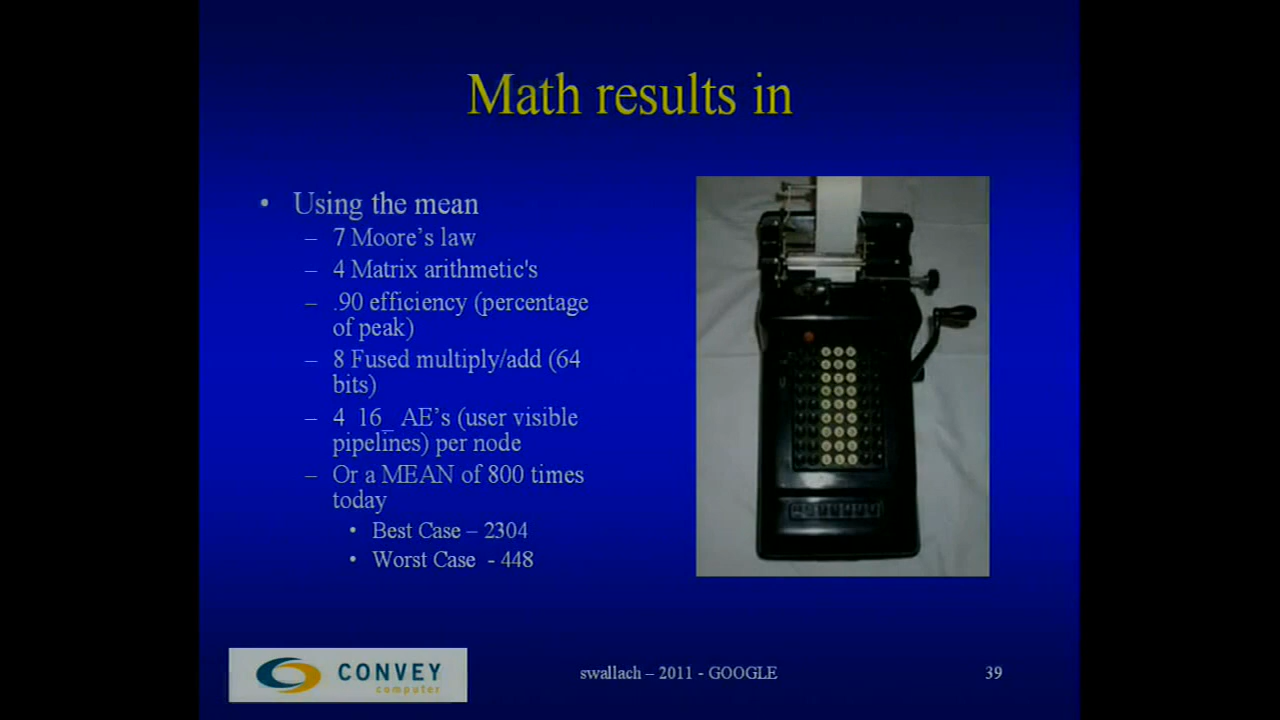 Math results in
• Using the mean
– 7 Moore’s law
– 4 Matrix arithmetic's
– .90 efficiency (percentage
of peak)
– 8 Fused multiply/add (64
bits)
– 4 16_ AE’s (user visible
pipelines) per node
– Or a MEAN of 800 times
today
• Best Case – 2304
• Worst Case - 448
CONVEY
computer
swallach – 2011 - GOOGLE
39